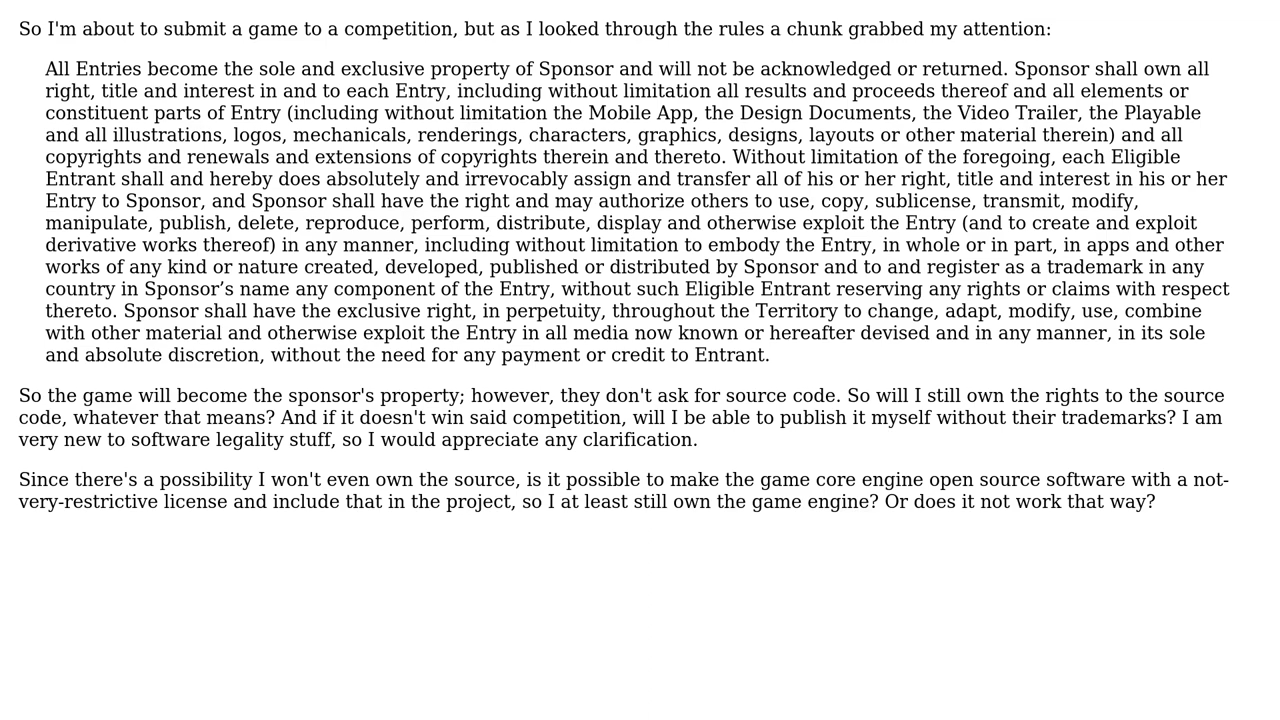 So I'm about to submit a game to a competition, but as I looked through the rules a chunk grabbed my attention:
All Entries become the sole and exclusive property of Sponsor and will not be acknowledged or returned. Sponsor shall own all
right, title and interest in and to each Entry, including without limitation all results and proceeds thereof and all elements or
constituent parts of Entry (including without limitation the Mobile App, the Design Documents, the Video Trailer, the Playable
and all illustrations, logos, mechanicals, renderings, characters, graphics, designs, layouts or other material therein) and all
copyrights and renewals and extensions of copyrights therein and thereto. Without limitation of the foregoing, each Eligible
Entrant shall and hereby does absolutely and irrevocably assign and transfer all of his or her right, title and interest in his or her
Entry to Sponsor, and Sponsor shall have the right and may authorize others to use, copy, sublicense, transmit, modify,
manipulate, publish, delete, reproduce, perform, distribute, display and otherwise exploit the Entry (and to create and exploit
derivative works thereof) in any manner, including without limitation to embody the Entry, in whole or in part, in apps and other
works of any kind or nature created, developed, published or distributed by Sponsor and to and register as a trademark in any
country in Sponsor’s name any component of the Entry, without such Eligible Entrant reserving any rights or claims with respect
thereto. Sponsor shall have the exclusive right, in perpetuity, throughout the Territory to change, adapt, modify, use, combine
with other material and otherwise exploit the Entry in all media now known or hereafter devised and in any manner, in its sole
and absolute discretion, without the need for any payment or credit to Entrant.
So the game will become the sponsor's property; however, they don't ask for source code. So will I still own the rights to the source
code, whatever that means? And if it doesn't win said competition, will I be able to publish it myself without their trademarks? I am
very new to software legality stuff, so I would appreciate any clarification.
Since there's a possibility I won't even own the source, is it possible to make the game core engine open source software with a not-
very-restrictive license and include that in the project, so I at least still own the game engine? Or does it not work that way?